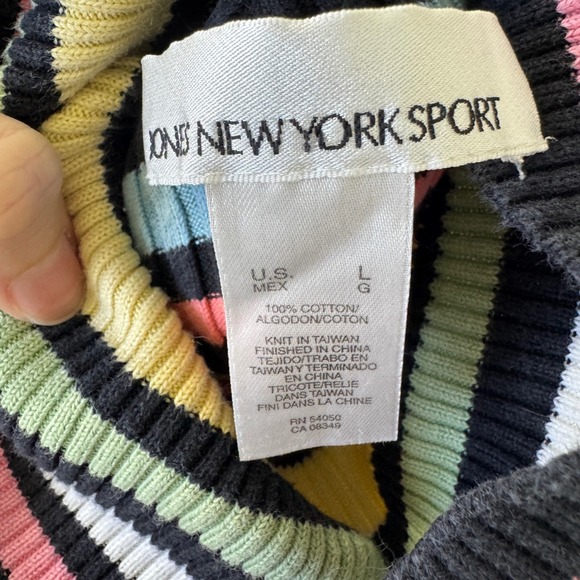 JONES NEW YORK SPORT
U.S. L
MEX G
100% COTTON/
ALGODON/COTON
KNIT IN TAIWAN
FINISHED IN CHINA
TEJIDO/TRABO EN
TAIWAN Y TERMINADO
EN CHINA
TRICOTE/RELIE
DANS TAIWAN
FINI DANS LA CHINE
RN 54050
CA 08349